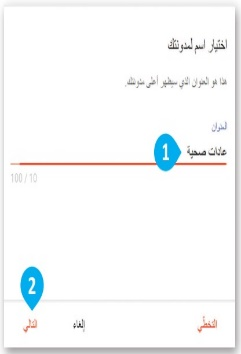 اختيار اسم لمدونتك
هذا هو العنوان الذي سيظهر أعلى مدونتك.
العنوان
عادات صحية
1
100 / 10
2
التخطّي
إلغاء
التالي